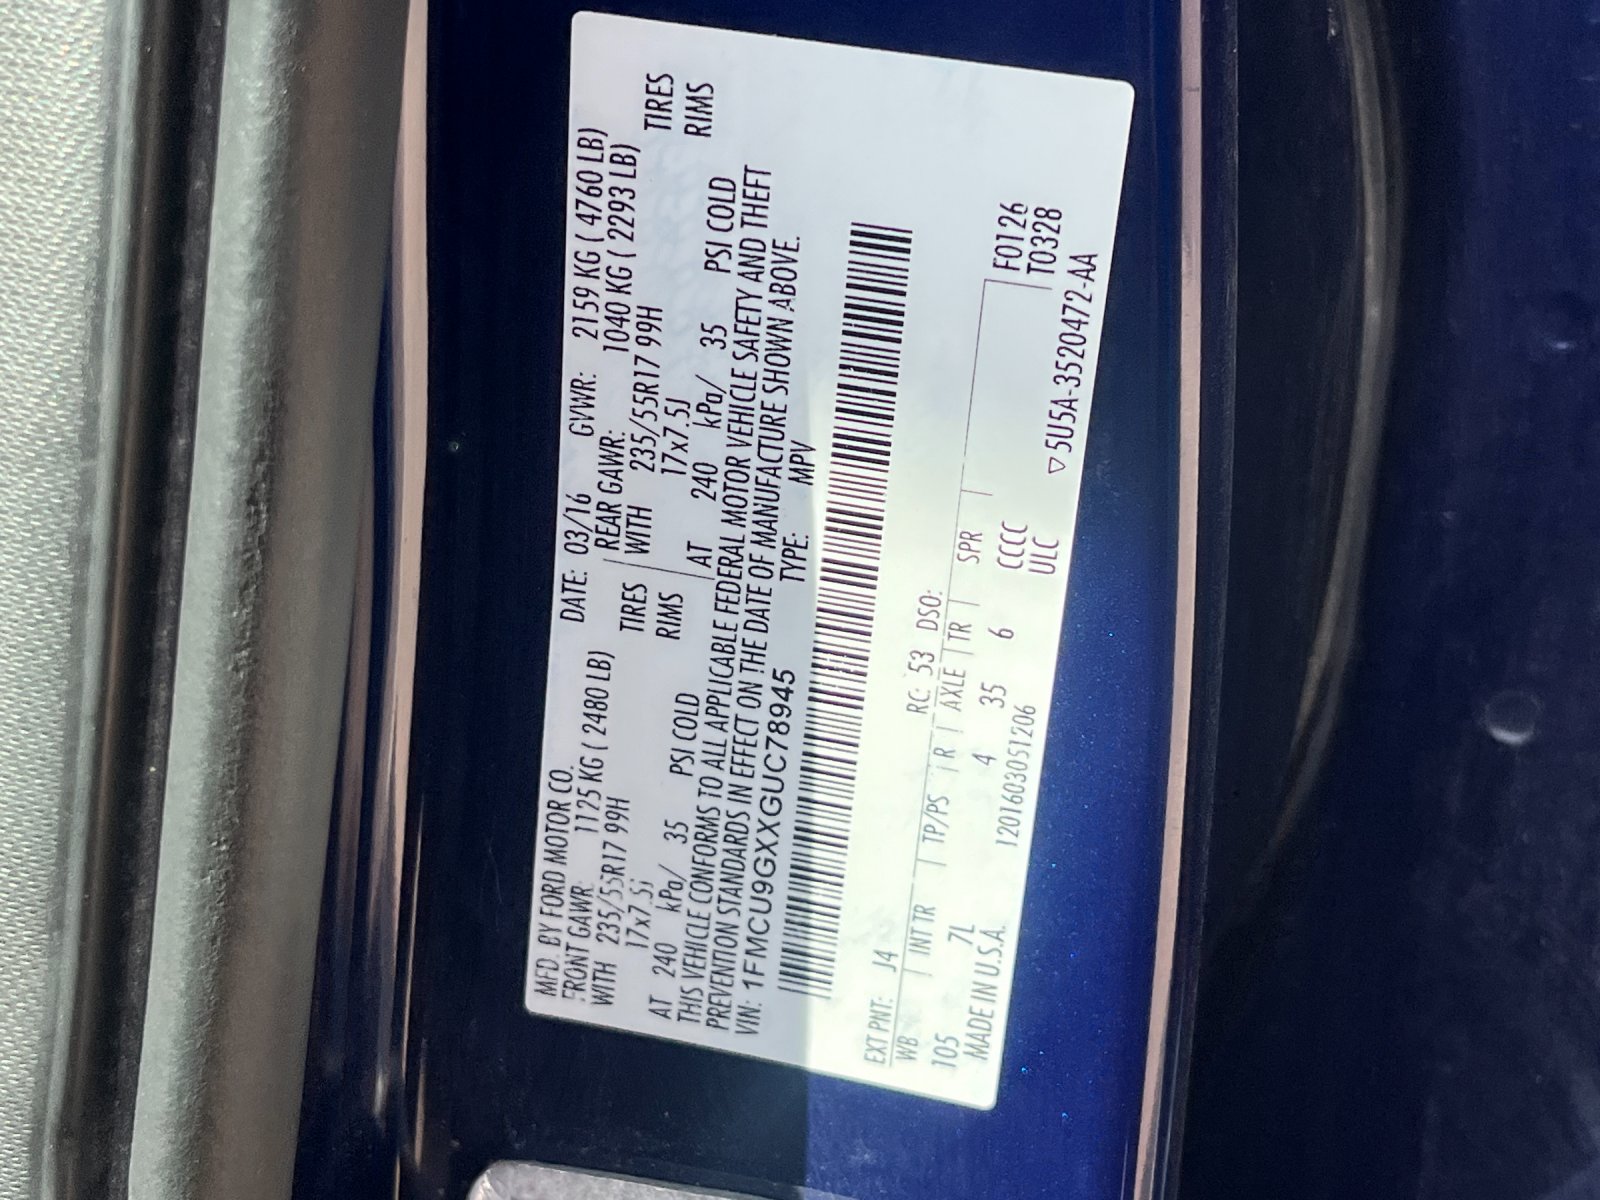 MFD. BY FORD MOTOR CO. DATE: 03/16 GVWR: 2159 KG ( 4760 LB)
FRONT GAWR: 1125 KG ( 2480 LB) REAR GAWR: 1040 KG ( 2293 LB)
WITH 235/55R17 99H TIRES WITH 235/55R17 99H TIRES
17x7.5J RIMS 17x7.5J RIMS
AT 240 kPa/ 35 PSI COLD AT 240 kPa/ 35 PSI COLD
THIS VEHICLE CONFORMS TO ALL APPLICABLE FEDERAL MOTOR VEHICLE SAFETY AND THEFT
PREVENTION STANDARDS IN EFFECT ON THE DATE OF MANUFACTURE SHOWN ABOVE.
VIN: 1FMCU9GXXGUC78945 TYPE: MPV
EXT PNT: J4 RC: 53 DSO:
WB INT TR TP/PS R AXLE TR SPR F0126
105 7L 4 35 6 CCCC T0328
MADE IN U.S.A. 1201603051206 ULC ▽5U5A-3520472-AA